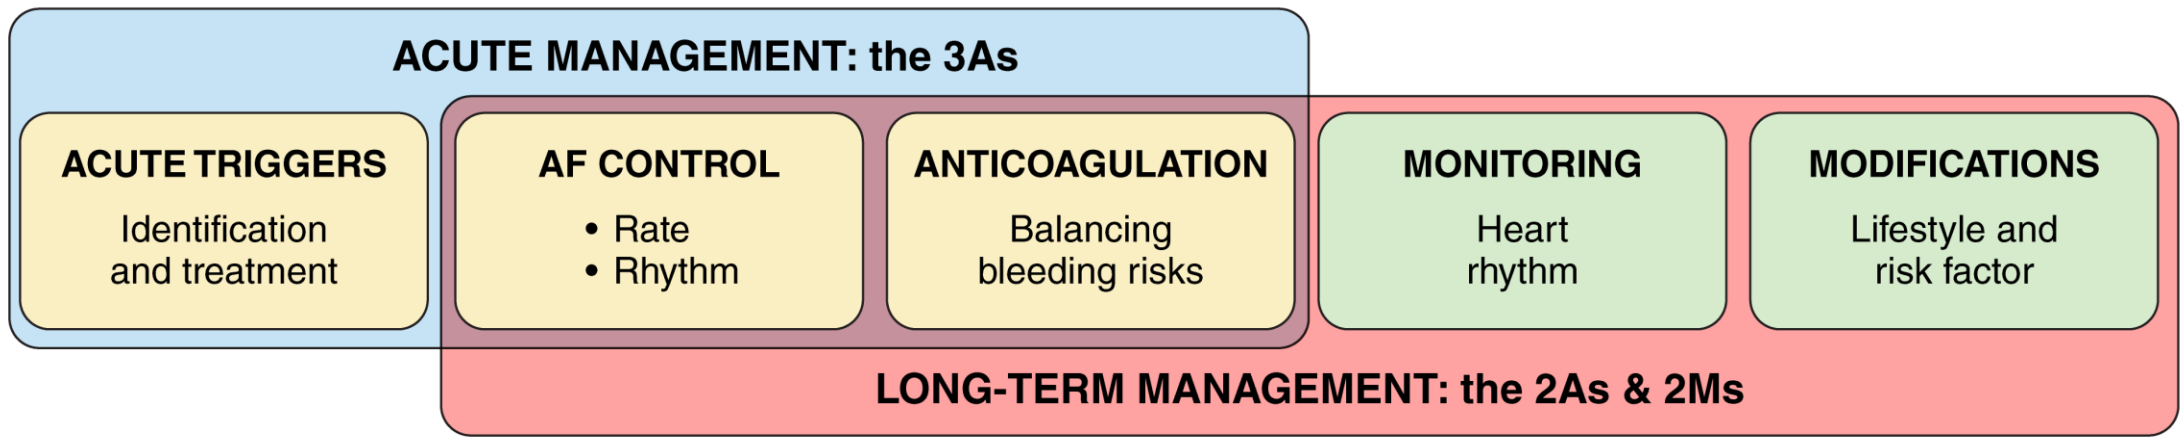 ACUTE MANAGEMENT: the 3As
ACUTE TRIGGERS
Identification
and treatment
AF CONTROL
• Rate
• Rhythm
ANTICOAGULATION
Balancing
bleeding risks
MONITORING
Heart
rhythm
MODIFICATIONS
Lifestyle and
risk factor
LONG-TERM MANAGEMENT: the 2As & 2Ms